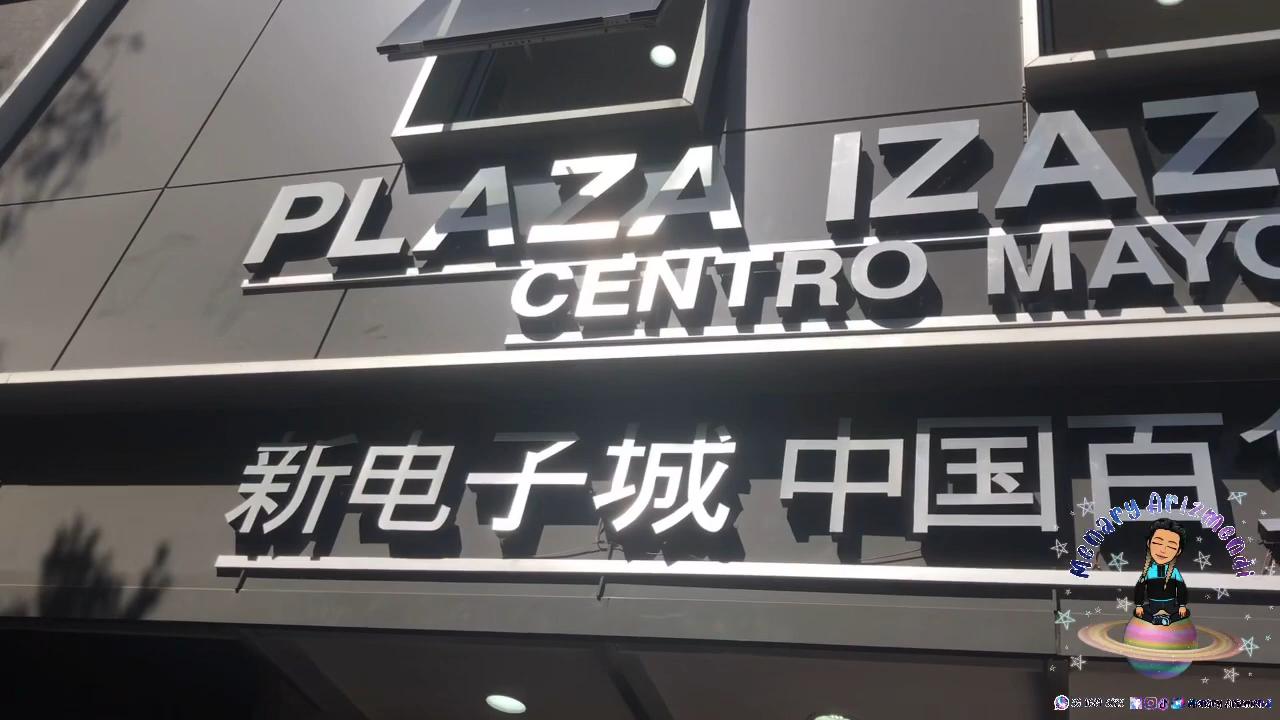 PLAZA IZAZ
CENTRO MAYO
新电子城 中国百
Menary Arizmendi